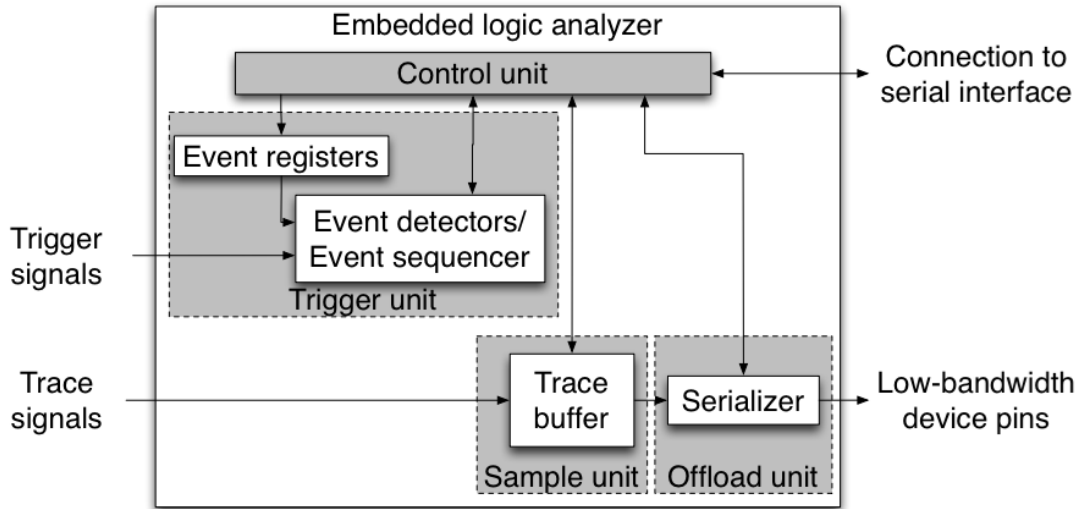 Embedded logic analyzer
Control unit
Connection to
serial interface
Event registers
Event detectors/
Event sequencer
Trigger
signals
Trigger unit
Trace
signals
Trace
buffer
Serializer
Low-bandwidth
device pins
Sample unit
Offload unit